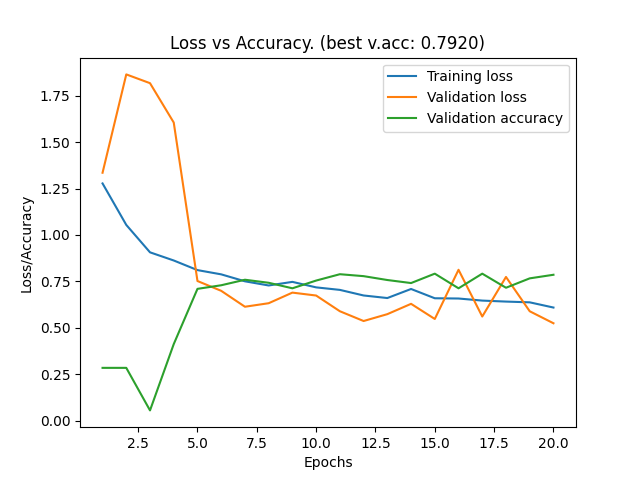 Loss vs Accuracy. (best v.acc: 0.7920)
Training loss
Validation loss
Validation accuracy
Loss/Accuracy
1.75
1.50
1.25
1.00
0.75
0.50
0.25
0.00
2.5 5.0 7.5 10.0 12.5 15.0 17.5 20.0
Epochs